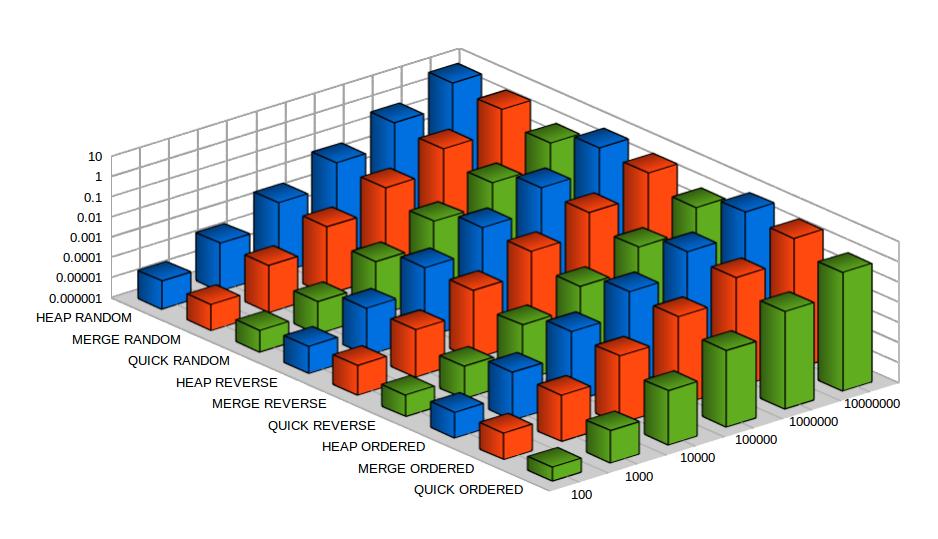 10
1
0.1
0.01
0.001
0.0001
0.00001
0.000001
HEAP RANDOM
MERGE RANDOM
QUICK RANDOM
HEAP REVERSE
MERGE REVERSE
QUICK REVERSE
HEAP ORDERED
MERGE ORDERED
QUICK ORDERED
100
1000
10000
100000
1000000
10000000